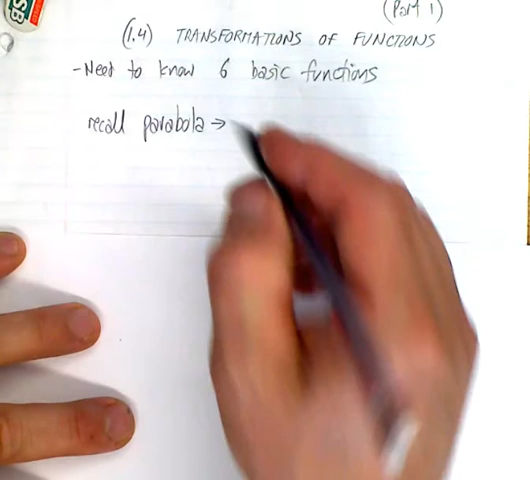 (Part 1)
(1.4) TRANSFORMATIONS OF FUNCTIONS
-Need to know 6 basic functions
recall parabola →